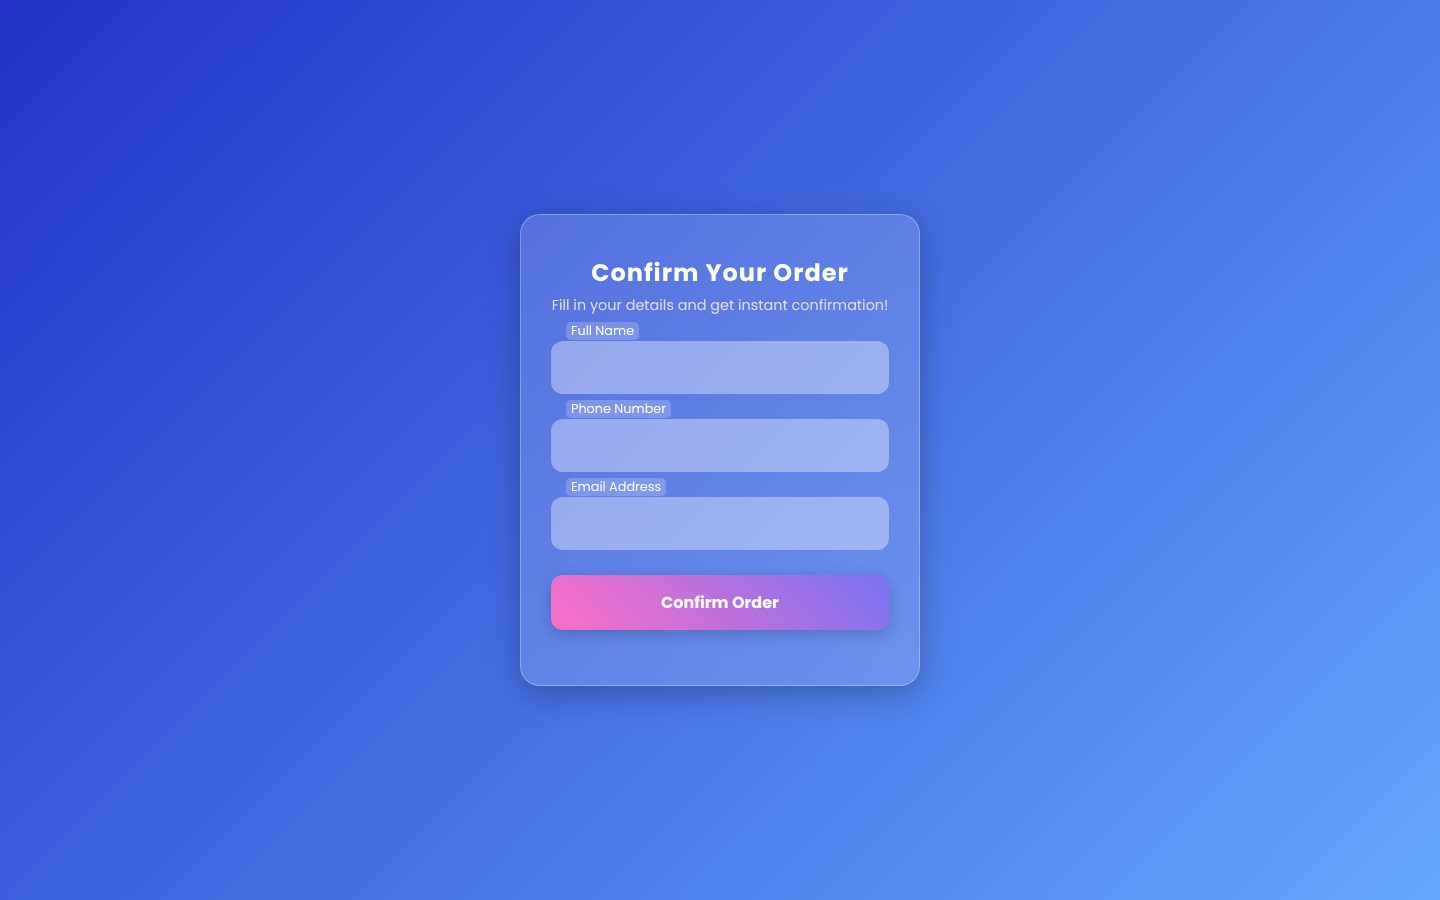 Confirm Your Order
Fill in your details and get instant confirmation!
Full Name
Phone Number
Email Address
Confirm Order